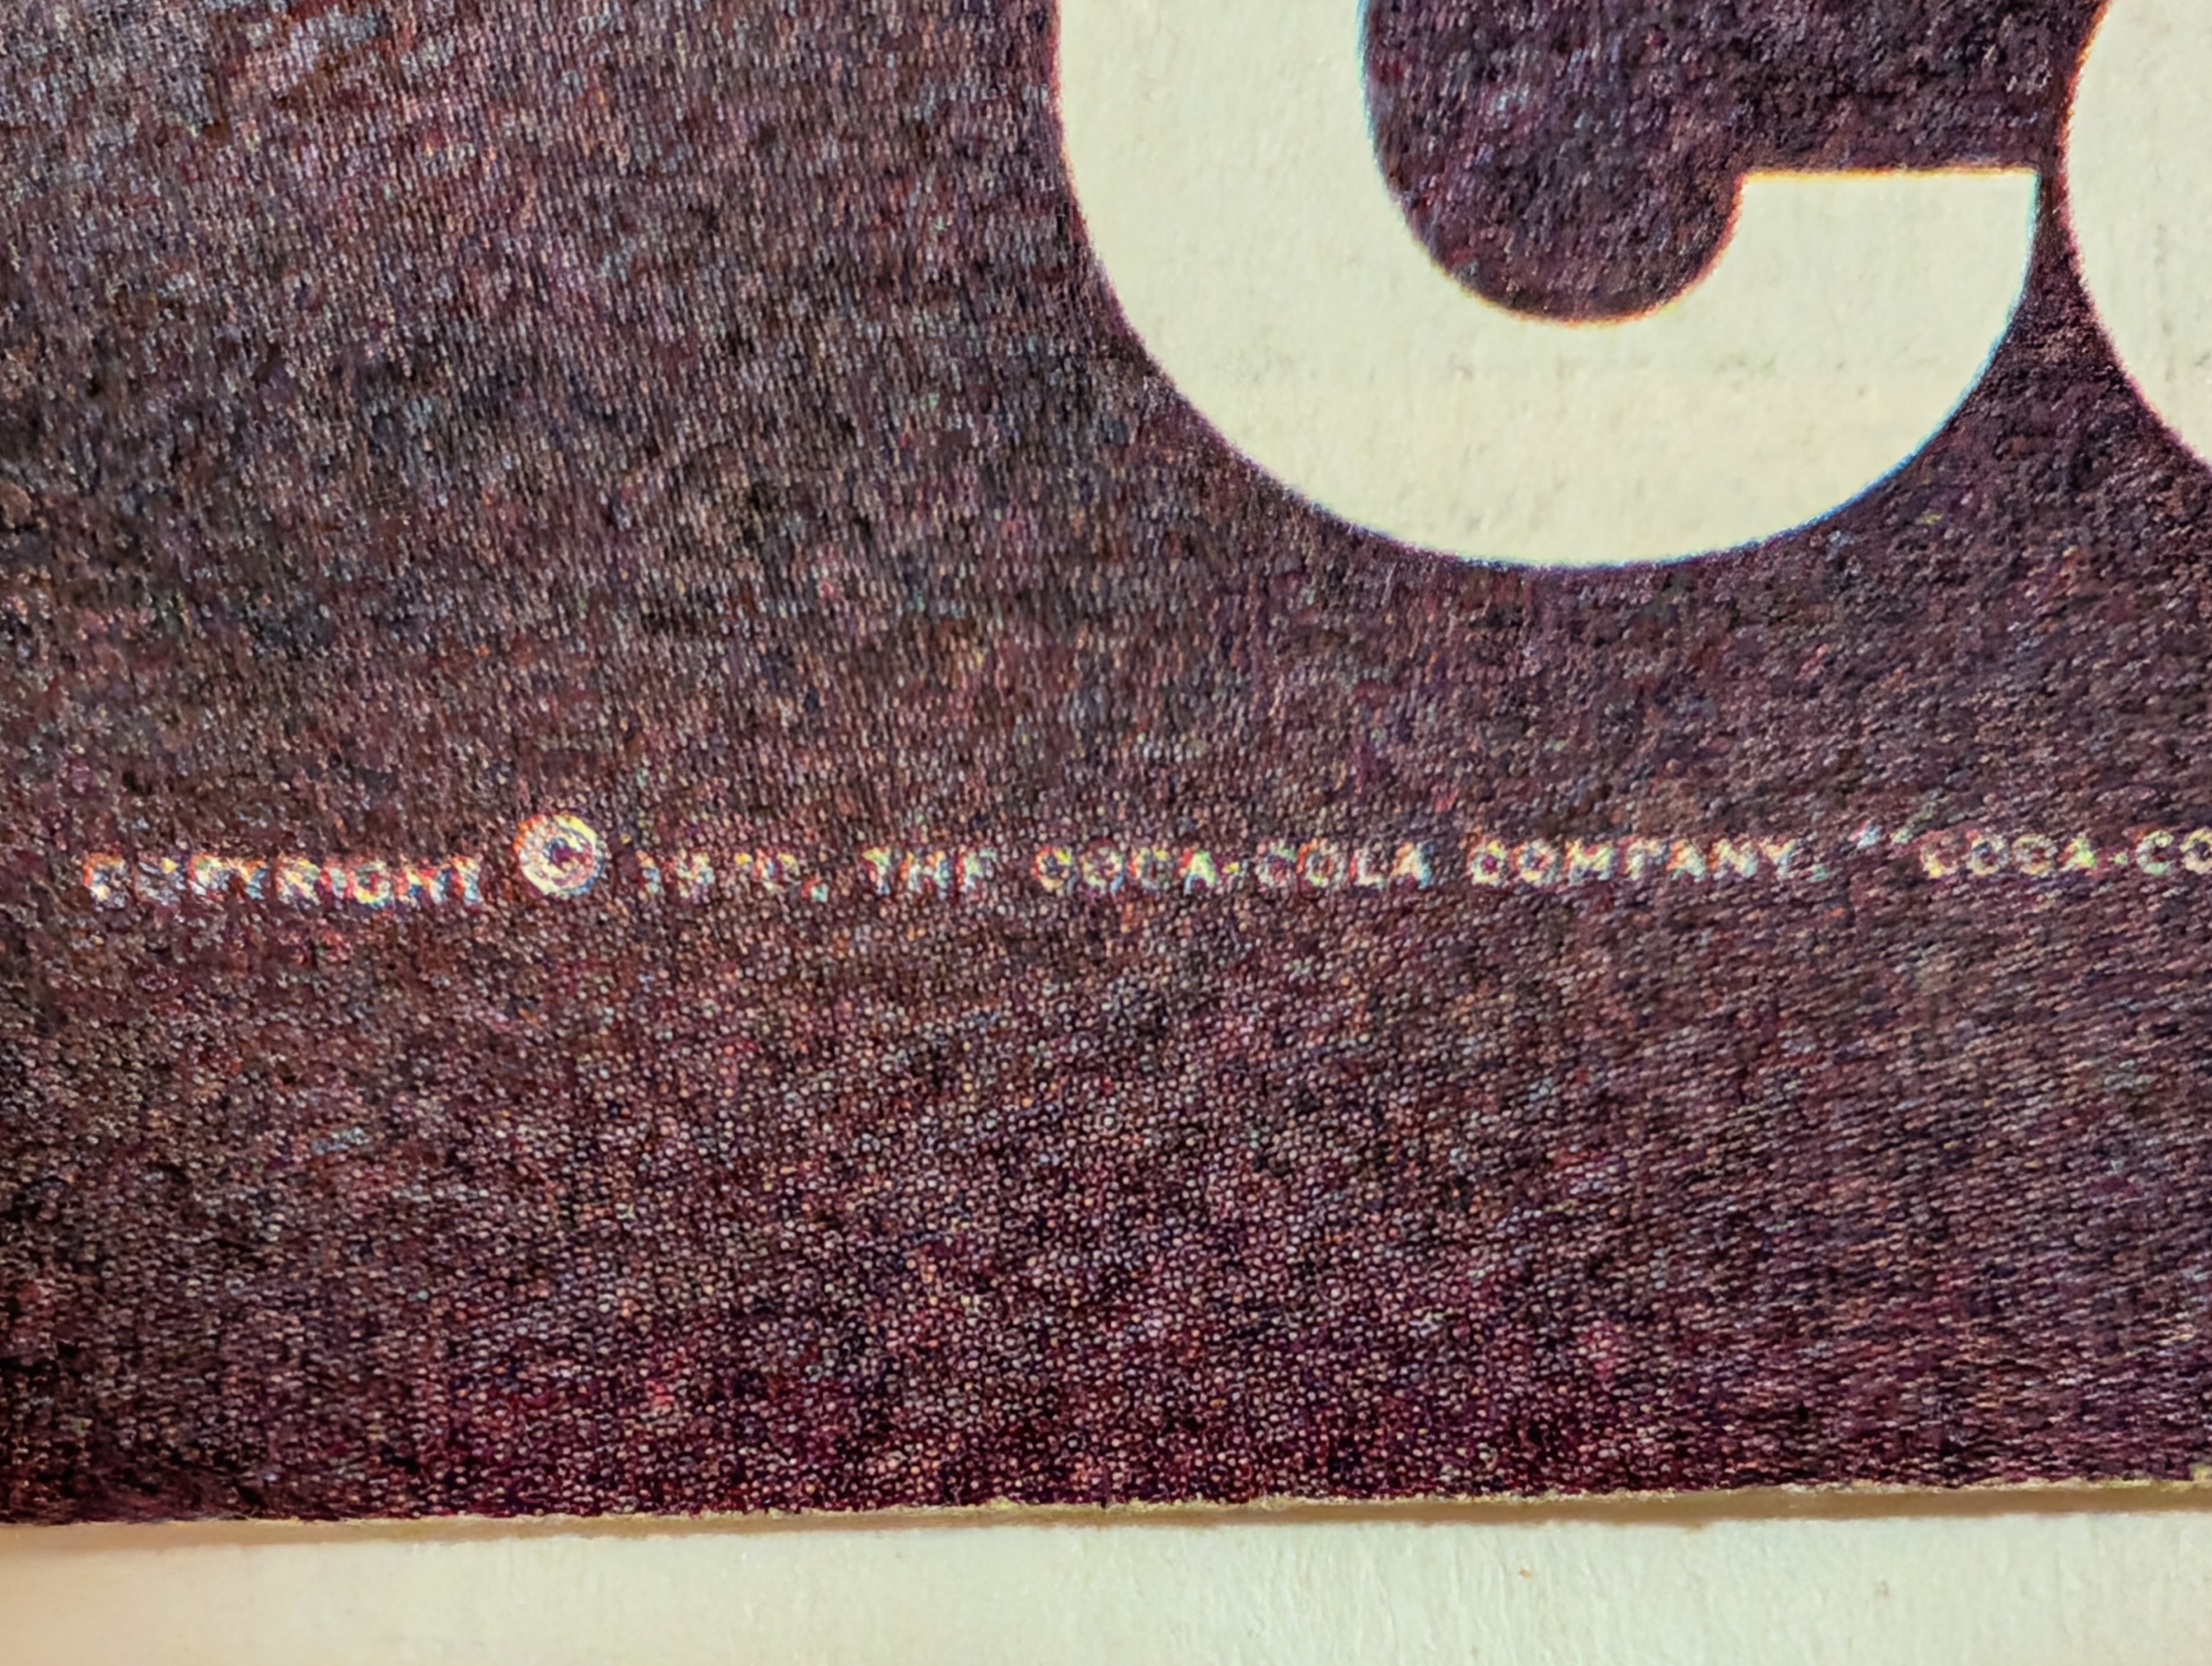 C
COPYRIGHT © THE COCA-COLA COMPANY, "COCA-CO